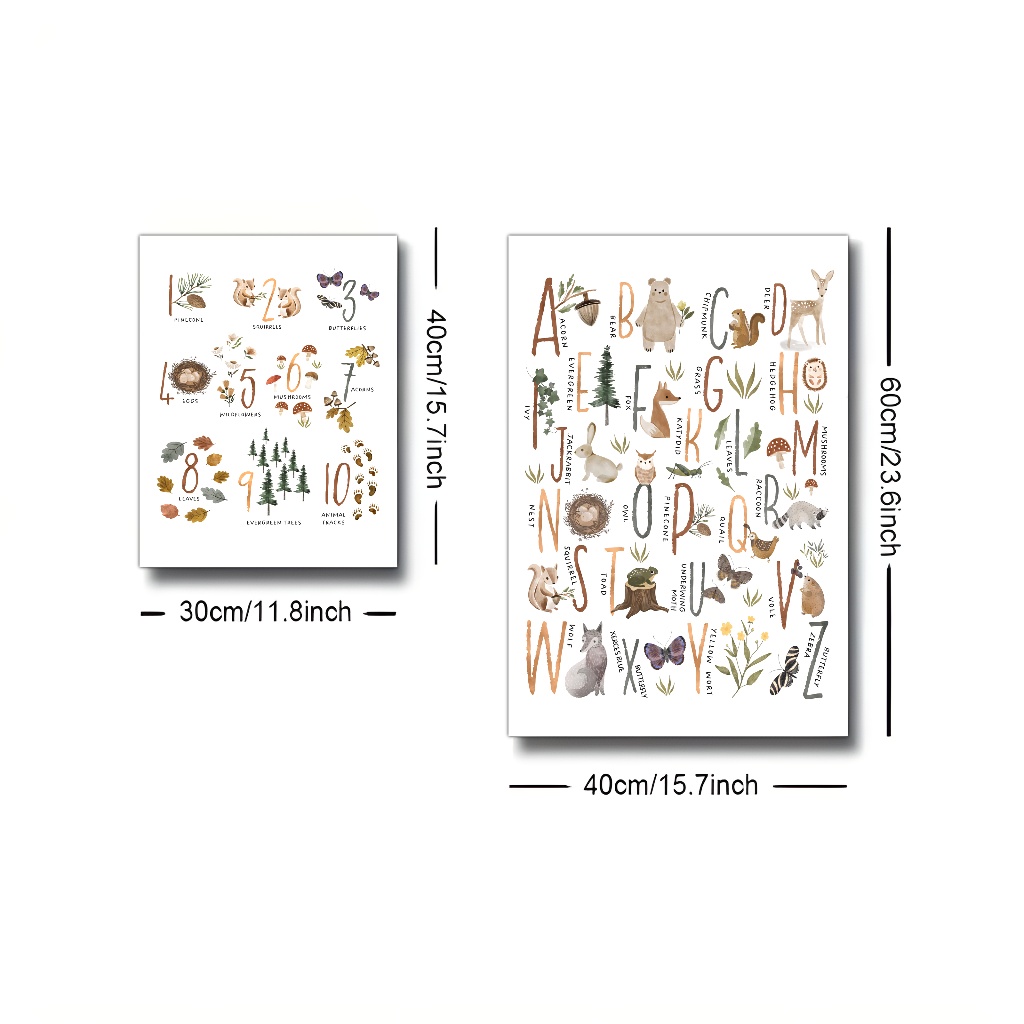 1
PINECONE
2
SQUIRRELS
3
BUTTERFLIES
4
EGGS
5
WILDFLOWERS
6
MUSHROOMS
7
ACORNS
8
LEAVES
9
EVERGREEN TREES
10
ANIMAL
TRACKS
40cm/15.7inch
30cm/11.8inch
A
ACORN
B
BEAR
C
CHIPMUNK
D
DEER
E
EVERGREEN
F
FOX
G
GRASS
H
HEDGEHOG
I
IVY
J
JACKRABBIT
K
KATYDID
L
LEAVES
M
MUSHROOMS
N
NEST
O
OWL
P
PINECONE
Q
QUAIL
R
RACCOON
S
SQUIRREL
T
TOAD
U
UNDERWING
MOTH
V
VOLE
W
WOLF
X
XERCES BLUE
BUTTERFLY
Y
YELLOW WORT
Z
ZEBRA
BUTTERFLY
60cm/23.6inch
40cm/15.7inch